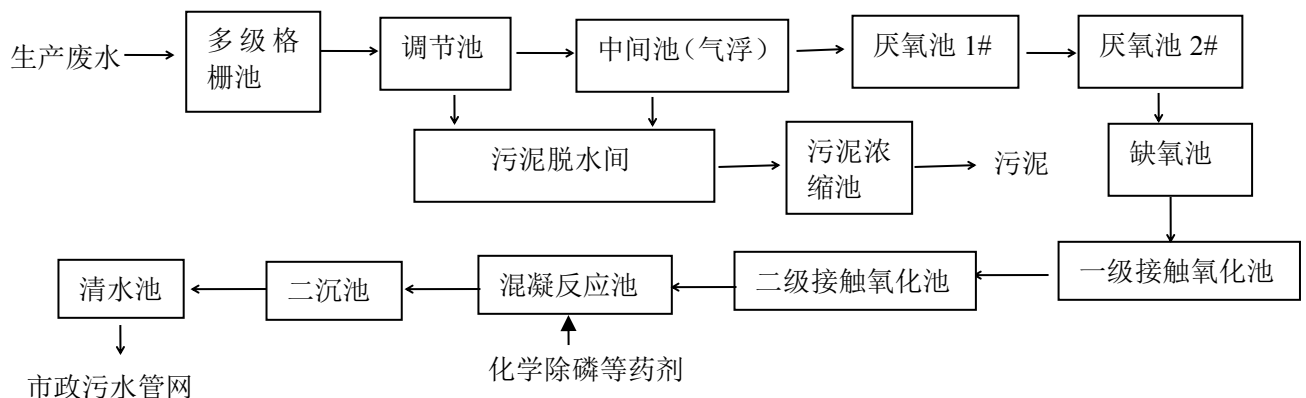 生产废水
多级格
栅池
调节池
中间池（气浮）
厌氧池 1#
厌氧池 2#
污泥脱水间
污泥浓
缩池
污泥
缺氧池
清水池
二沉池
混凝反应池
二级接触氧化池
一级接触氧化池
化学除磷等药剂
市政污水管网